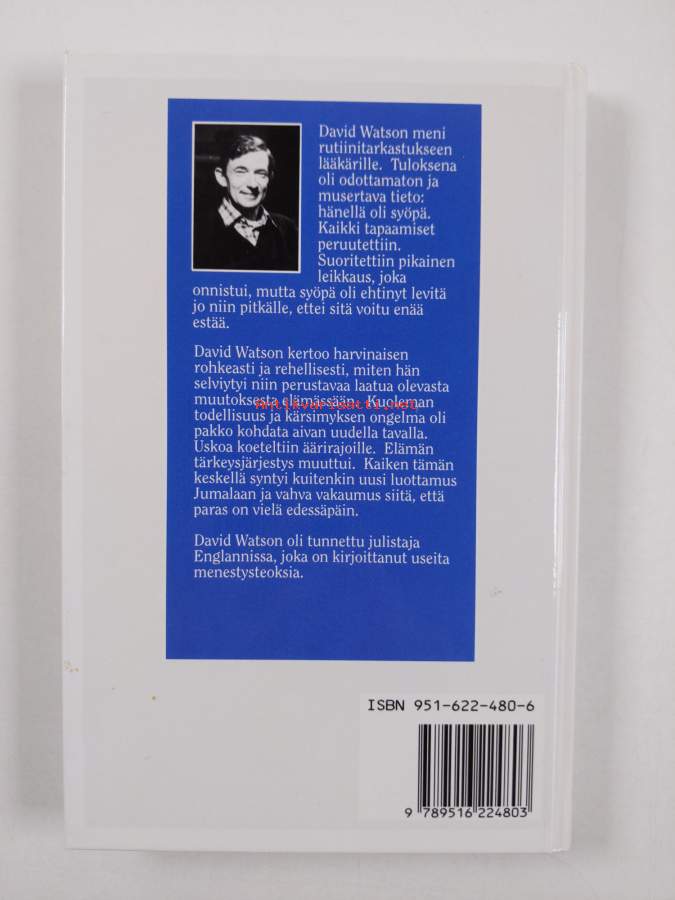 David Watson meni
rutiinitarkastukseen
lääkärille. Tuloksena
oli odottamaton ja
musertava tieto:
hänellä oli syöpä.
Kaikki tapaamiset
peruutettiin.
Suoritettiin pikainen
leikkaus, joka
onnistui, mutta syöpä oli ehtinyt levitä
jo niin pitkälle, ettei sitä voitu enää
estää.
David Watson kertoo harvinaisen
rohkeasti ja rehellisesti, miten hän
selviytyi niin perustavaa laatua olevasta
muutoksesta elämässään. Kuoleman
antikvariaatti.net
todellisuus ja kärsimyksen ongelma oli
pakko kohdata aivan uudella tavalla.
Uskoa koeteltiin äärirajoille. Elämän
tärkeysjärjestys muuttui. Kaiken tämän
keskellä syntyi kuitenkin uusi luottamus
Jumalaan ja vahva vakaumus siitä, että
paras on vielä edessäpäin.
David Watson oli tunnettu julistaja
Englannissa, joka on kirjoittanut useita
menestysteoksia.
ISBN 951-622-480-6
9 789516 224803